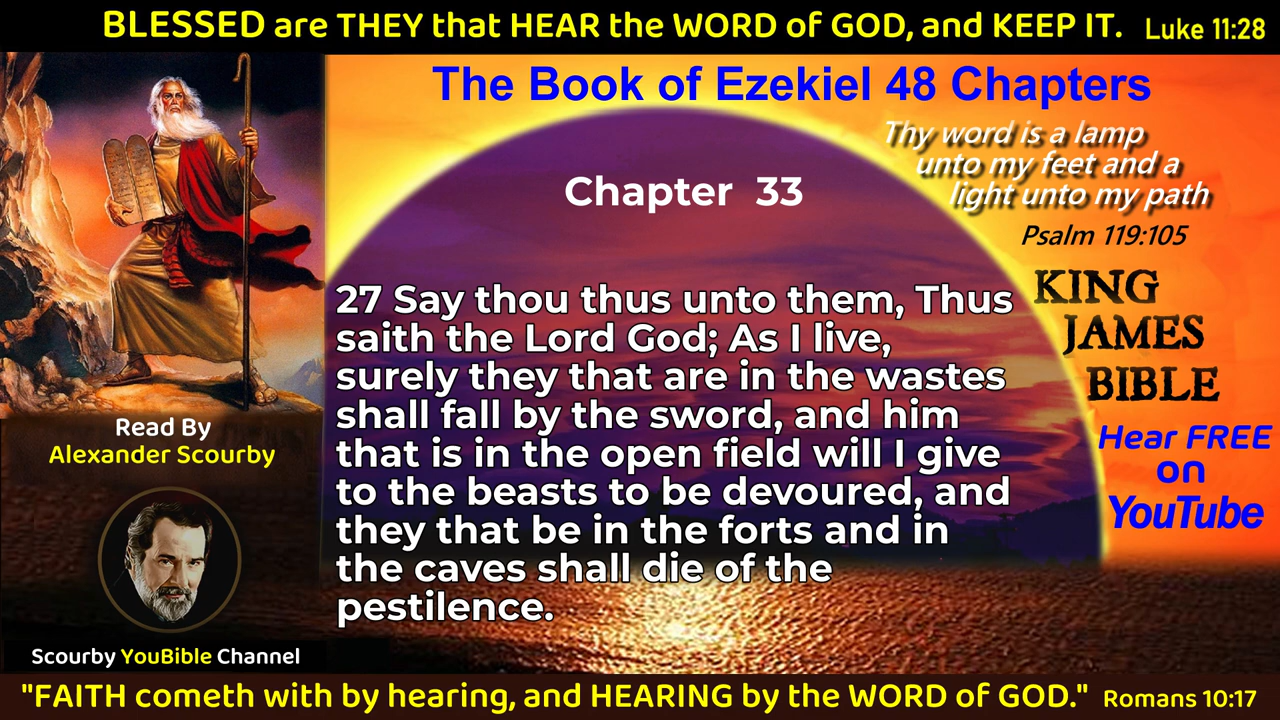 BLESSED are THEY that HEAR the WORD of GOD, and KEEP IT. Luke 11:28
The Book of Ezekiel 48 Chapters
Thy word is a lamp
unto my feet and a
light unto my path
Psalm 119:105
KING
JAMES
BIBLE
Hear FREE
on
YouTube
Chapter 33
27 Say thou thus unto them, Thus
saith the Lord God; As I live,
surely they that are in the wastes
shall fall by the sword, and him
that is in the open field will I give
to the beasts to be devoured, and
they that be in the forts and in
the caves shall die of the
pestilence.
Read By
Alexander Scourby
Scourby YouBible Channel
"FAITH cometh with by hearing, and HEARING by the WORD of GOD." Romans 10:17